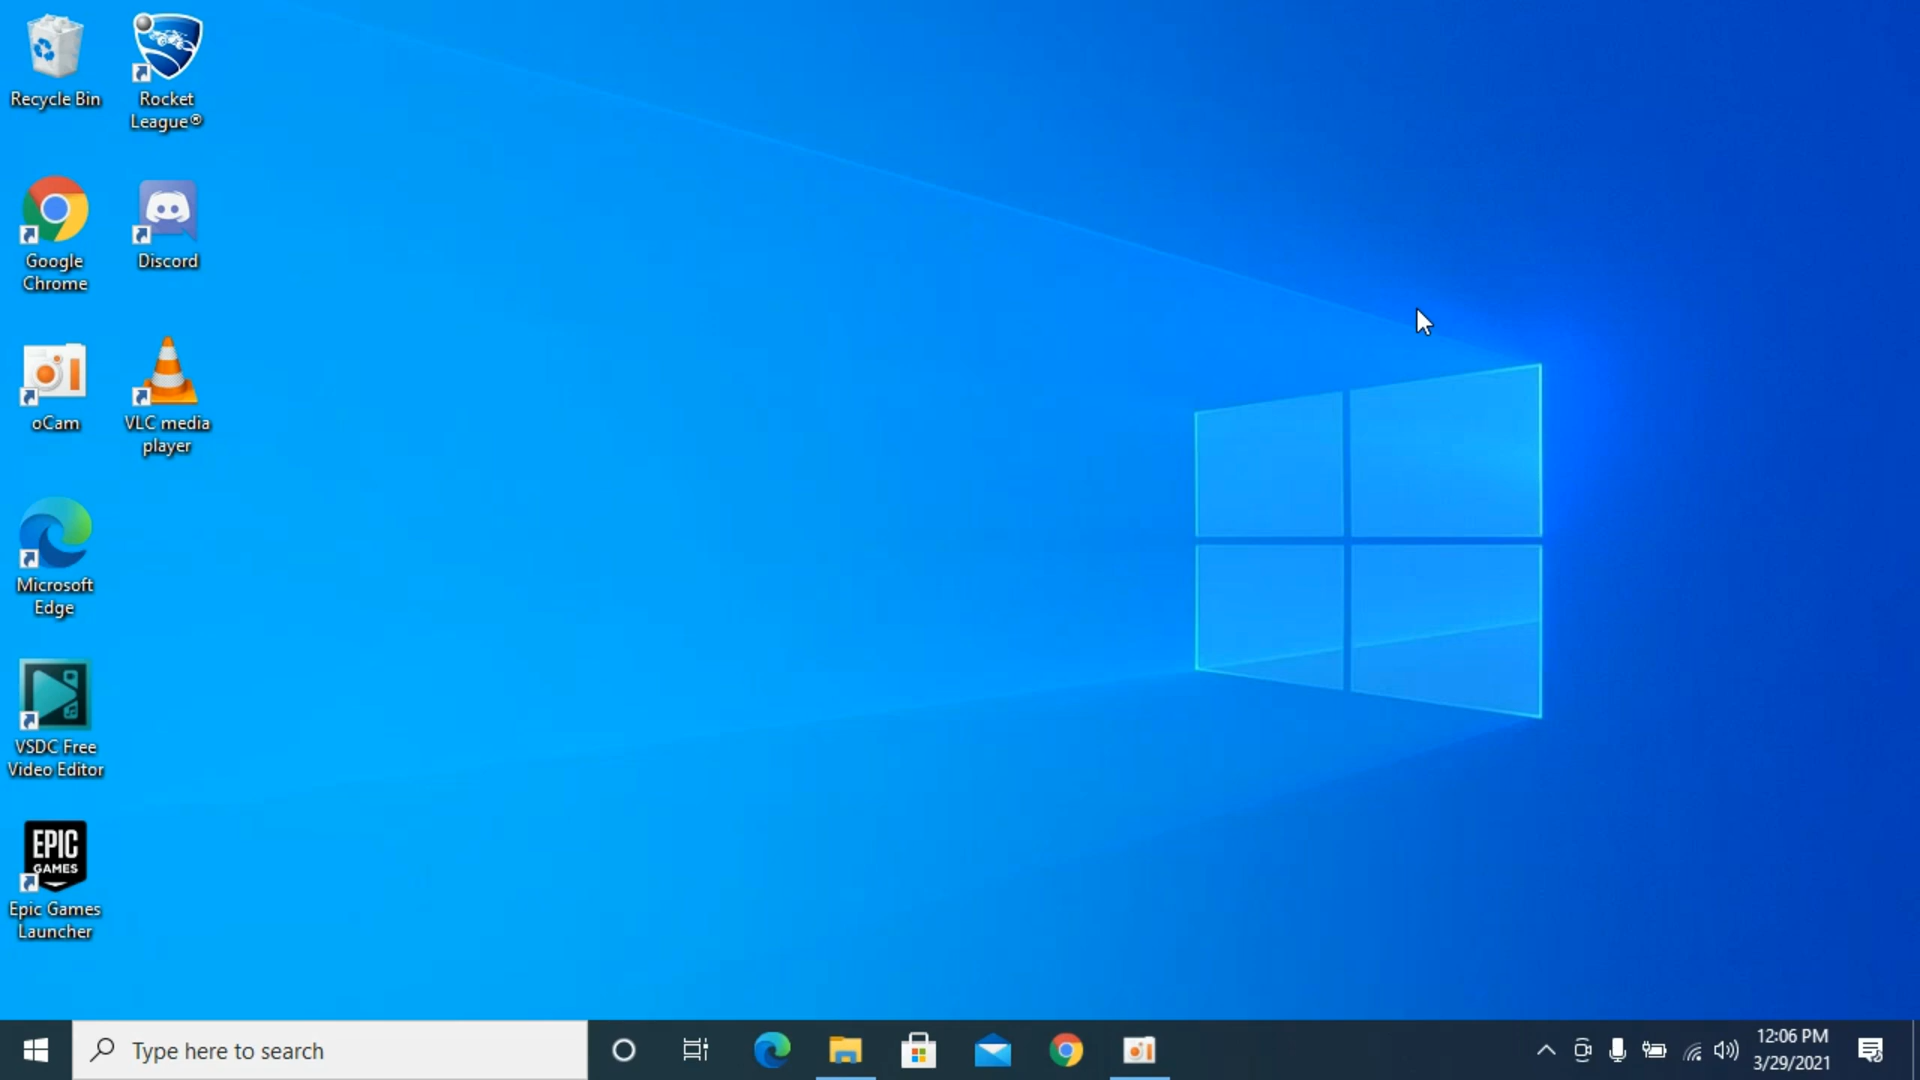 Recycle Bin
Rocket
League®
Google
Chrome
Discord
oCam
VLC media
player
Microsoft
Edge
VSDC Free
Video Editor
EPIC
GAMES
Epic Games
Launcher
Type here to search
12:06 PM
3/29/2021